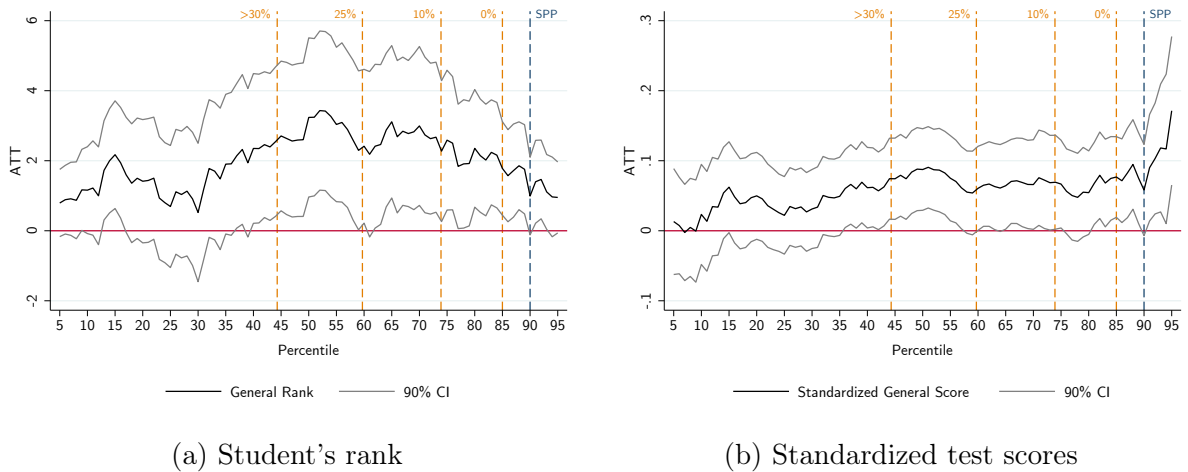 >30% 25% 10% 0% SPP
6
4
2
0
-2
ATT
5 10 15 20 25 30 35 40 45 50 55 60 65 70 75 80 85 90 95
Percentile
General Rank 90% CI
(a) Student's rank
>30% 25% 10% 0% SPP
.3
.2
.1
0
-.1
ATT
5 10 15 20 25 30 35 40 45 50 55 60 65 70 75 80 85 90 95
Percentile
Standardized General Score 90% CI
(b) Standardized test scores